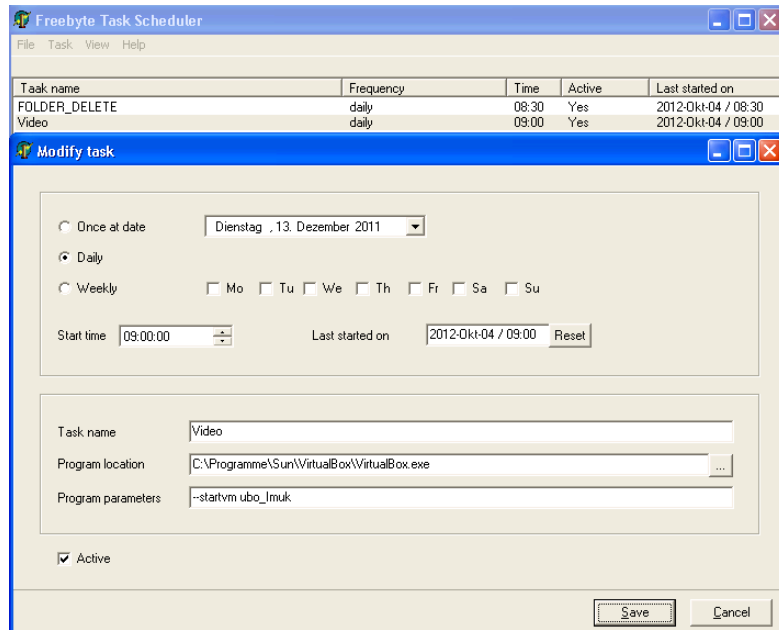 Freebyte Task Scheduler
File Task View Help
Taak name Frequency Time Active Last started on
FOLDER_DELETE daily 08:30 Yes 2012-Okt-04 / 08:30
Video daily 09:00 Yes 2012-Okt-04 / 09:00
Modify task
Once at date Dienstag , 13. Dezember 2011
Daily
Weekly Mo Tu We Th Fr Sa Su
Start time 09:00:00 Last started on 2012-Okt-04 / 09:00 Reset
Task name Video
Program location C:\Programme\Sun\VirtualBox\VirtualBox.exe ...
Program parameters --startvm ubo_lmuk
Active
Save Cancel